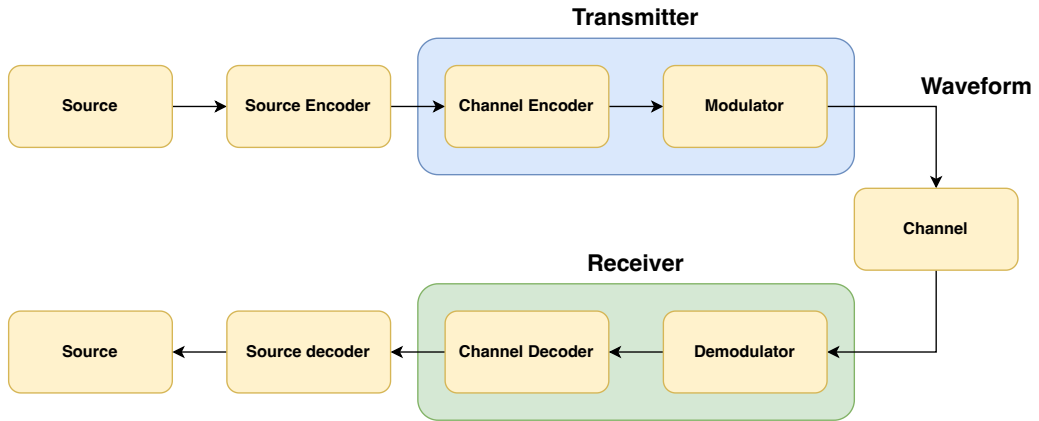 Transmitter
Source
Source Encoder
Channel Encoder
Modulator
Waveform
Channel
Receiver
Source
Source decoder
Channel Decoder
Demodulator